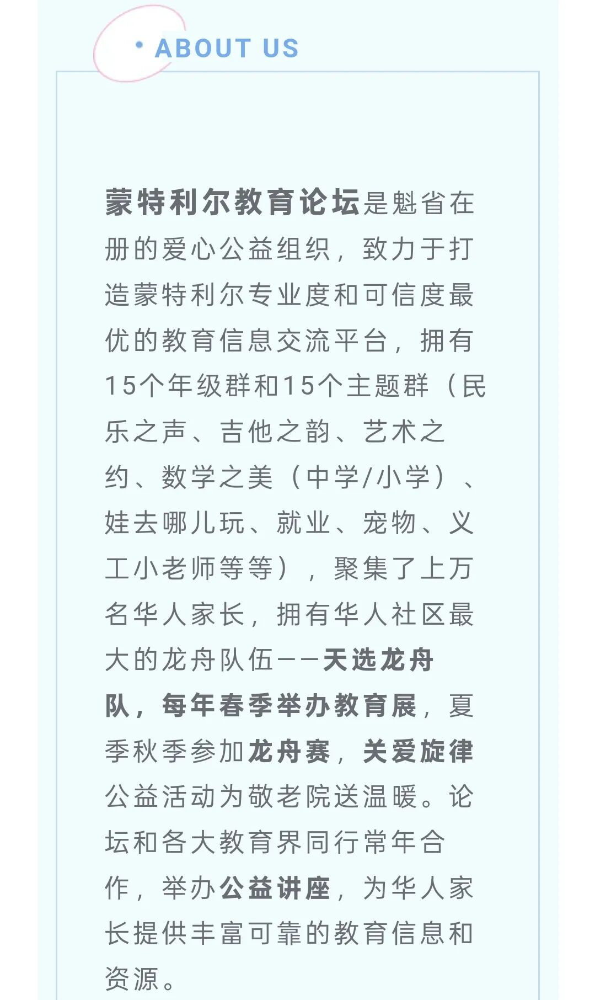 ABOUT US
蒙特利尔教育论坛是魁省在
册的爱心公益组织，致力于打
造蒙特利尔专业度和可信度最
优的教育信息交流平台，拥有
15个年级群和15个主题群（民
乐之声、吉他之韵、艺术之
约、数学之美（中学/小学）、
娃去哪儿玩、就业、宠物、义
工小老师等等），聚集了上万
名华人家长，拥有华人社区最
大的龙舟队伍——天选龙舟
队，每年春季举办教育展，夏
季秋季参加龙舟赛，关爱旋律
公益活动为敬老院送温暖。论
坛和各大教育界同行常年合
作，举办公益讲座，为华人家
长提供丰富可靠的教育信息和
资源。